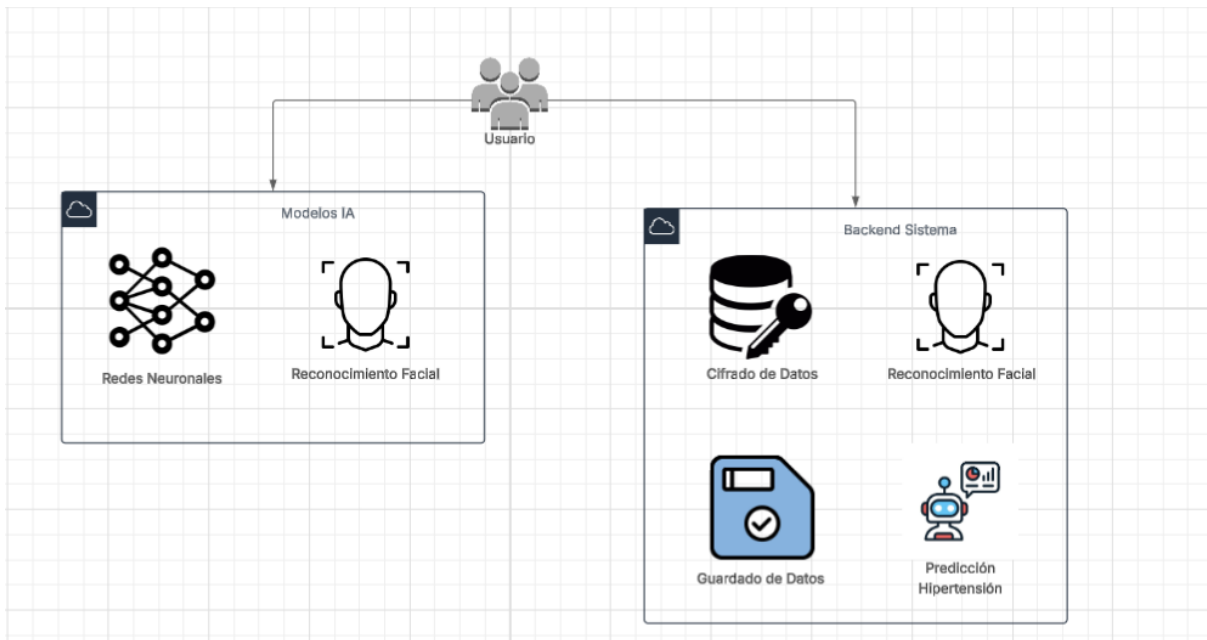 Usuario
Modelos IA
Redes Neuronales
Reconocimiento Facial
Backend Sistema
Cifrado de Datos
Reconocimiento Facial
Guardado de Datos
Predicción
Hipertensión